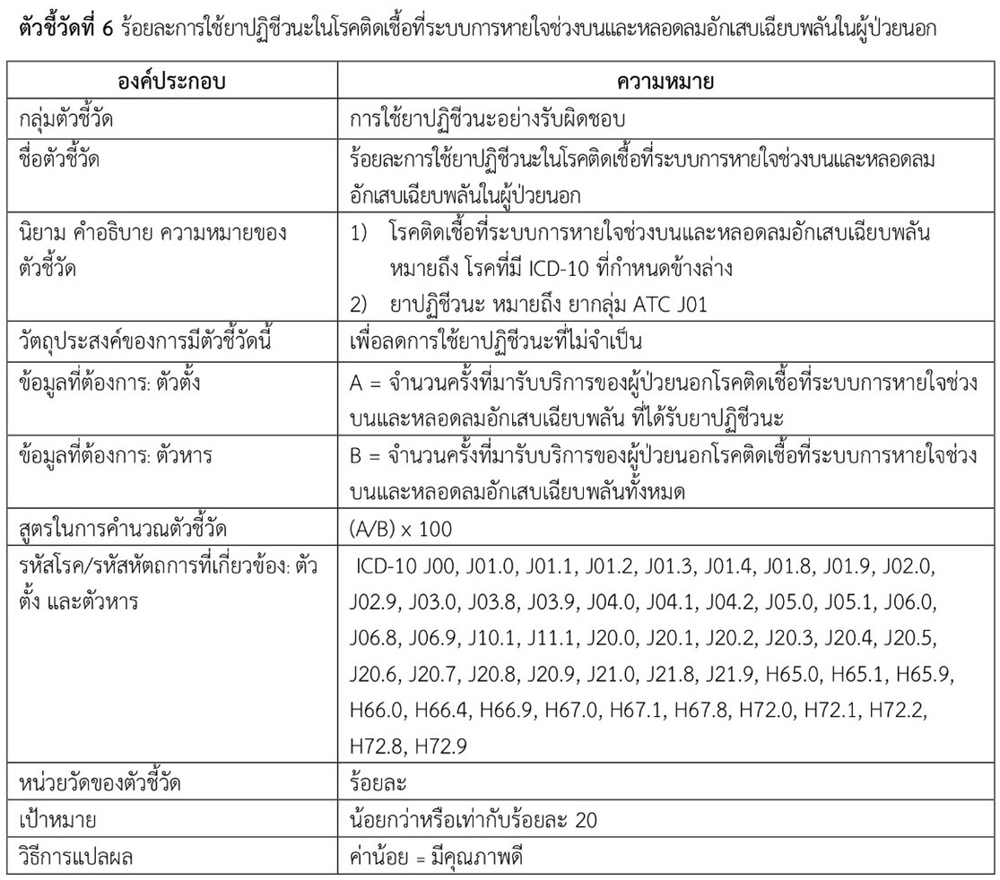 ตัวชี้วัดที่ 6 ร้อยละการใช้ยาปฏิชีวนะในโรคติดเชื้อที่ระบบการหายใจช่วงบนและหลอดลมอักเสบเฉียบพลันในผู้ป่วยนอก
องค์ประกอบ ความหมาย
กลุ่มตัวชี้วัด การใช้ยาปฏิชีวนะอย่างรับผิดชอบ
ชื่อตัวชี้วัด ร้อยละการใช้ยาปฏิชีวนะในโรคติดเชื้อที่ระบบการหายใจช่วงบนและหลอดลม
อักเสบเฉียบพลันในผู้ป่วยนอก
นิยาม คำอธิบาย ความหมายของ 1) โรคติดเชื้อที่ระบบการหายใจช่วงบนและหลอดลมอักเสบเฉียบพลัน
ตัวชี้วัด หมายถึง โรคที่มี ICD-10 ที่กำหนดข้างล่าง
2) ยาปฏิชีวนะ หมายถึง ยากลุ่ม ATC J01
วัตถุประสงค์ของการมีตัวชี้วัดนี้ เพื่อลดการใช้ยาปฏิชีวนะที่ไม่จำเป็น
ข้อมูลที่ต้องการ: ตัวตั้ง A = จำนวนครั้งที่มารับบริการของผู้ป่วยนอกโรคติดเชื้อที่ระบบการหายใจช่วง
บนและหลอดลมอักเสบเฉียบพลัน ที่ได้รับยาปฏิชีวนะ
ข้อมูลที่ต้องการ: ตัวหาร B = จำนวนครั้งที่มารับบริการของผู้ป่วยนอกโรคติดเชื้อที่ระบบการหายใจช่วง
บนและหลอดลมอักเสบเฉียบพลันทั้งหมด
สูตรในการคำนวณตัวชี้วัด (A/B) x 100
รหัสโรค/รหัสหัตถการที่เกี่ยวข้อง: ตัว ICD-10 J00, J01.0, J01.1, J01.2, J01.3, J01.4, J01.8, J01.9, J02.0,
ตั้ง และตัวหาร J02.9, J03.0, J03.8, J03.9, J04.0, J04.1, J04.2, J05.0, J05.1, J06.0,
J06.8, J06.9, J10.1, J11.1, J20.0, J20.1, J20.2, J20.3, J20.4, J20.5,
J20.6, J20.7, J20.8, J20.9, J21.0, J21.8, J21.9, H65.0, H65.1, H65.9,
H66.0, H66.4, H66.9, H67.0, H67.1, H67.8, H72.0, H72.1, H72.2,
H72.8, H72.9
หน่วยวัดของตัวชี้วัด ร้อยละ
เป้าหมาย น้อยกว่าหรือเท่ากับร้อยละ 20
วิธีการแปลผล ค่าน้อย = มีคุณภาพดี